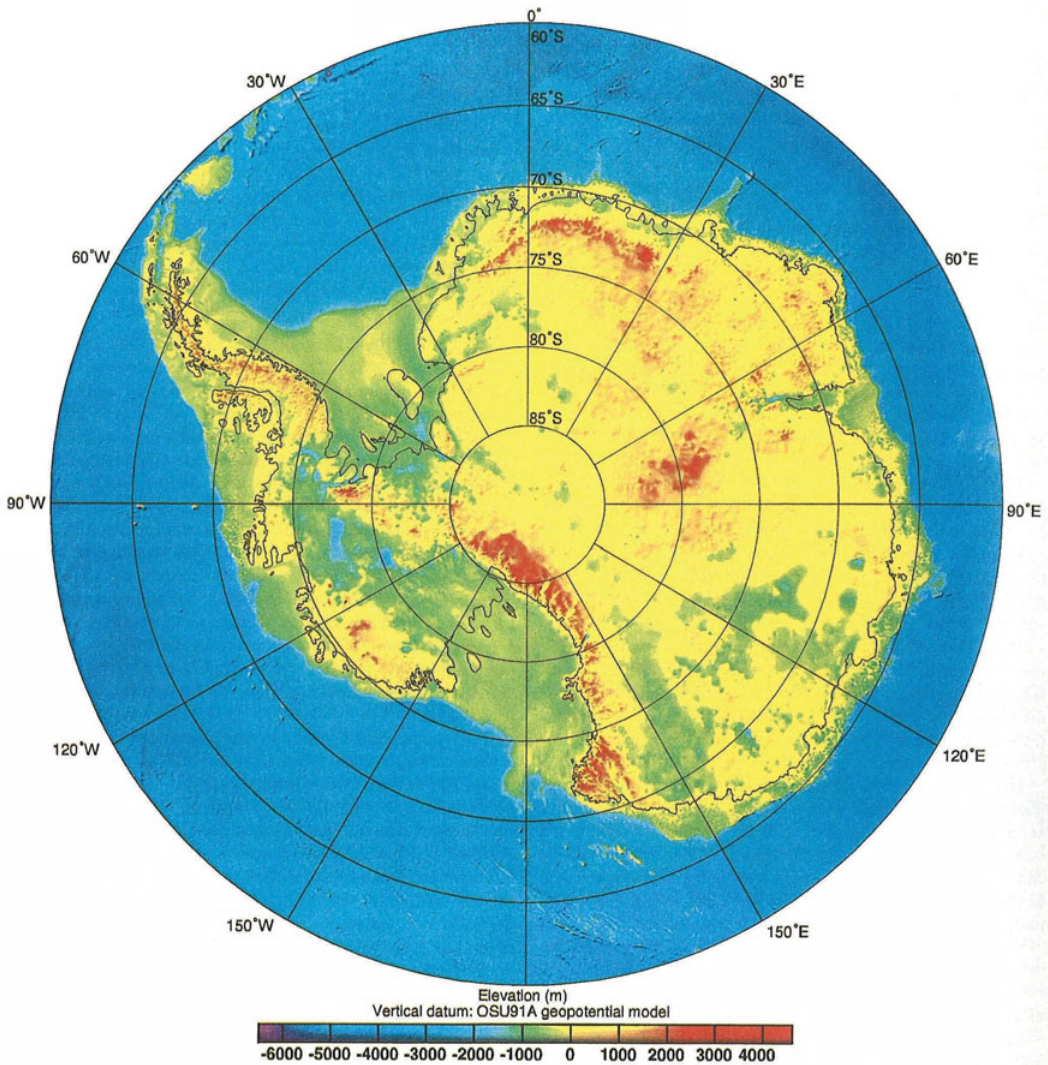 0˚
60˚S
30˚W
30˚E
65˚S
70˚S
60˚W
60˚E
75˚S
80˚S
85˚S
90˚W
90˚E
120˚W
120˚E
150˚W
150˚E
Elevation (m)
Vertical datum: OSU91A geopotential model
-6000 -5000 -4000 -3000 -2000 -1000 0 1000 2000 3000 4000